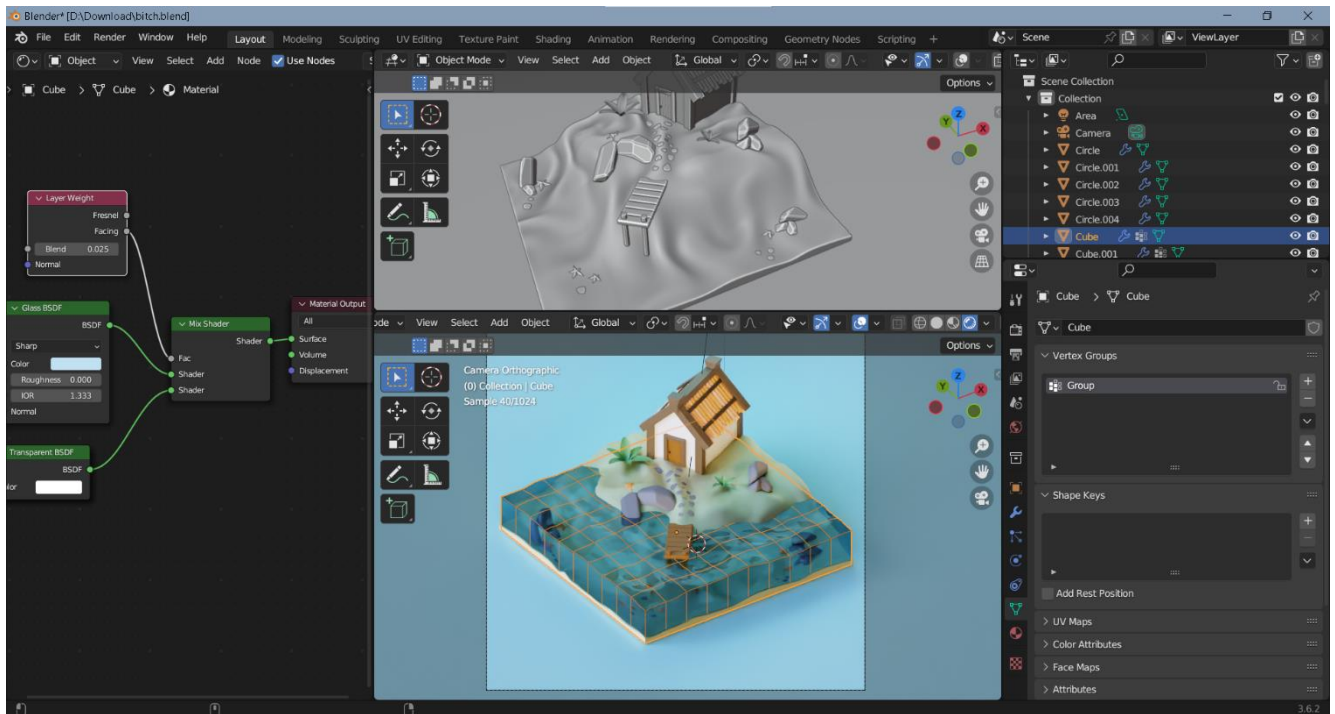 Blender* [D:\Download\bitch.blend]
File Edit Render Window Help Layout Modeling Sculpting UV Editing Texture Paint Shading Animation Rendering Compositing Geometry Nodes Scripting + Scene ViewLayer
Object View Select Add Node Use Nodes
Cube > Cube > Material
Layer Weight
Fresnel
Facing
Blend 0.025
Normal
Glass BSDF
BSDF
Sharp
Color
Roughness 0.000
IOR 1.333
Normal
Transparent BSDF
BSDF
lor
Mix Shader
Shader
Fac
Shader
Shader
Material Output
All
Surface
Volume
Displacement
Object Mode View Select Add Object Global
Options
Z
Y
X
ode View Select Add Object Global
Options
Camera Orthographic
(0) Collection | Cube
Sample 40/1024
Z
Y
X
Scene Collection
Collection
Area
Camera
Circle
Circle.001
Circle.002
Circle.003
Circle.004
Cube
Cube.001
Cube > Cube
Cube
Vertex Groups
Group
Shape Keys
Add Rest Position
UV Maps
Color Attributes
Face Maps
Attributes
3.6.2